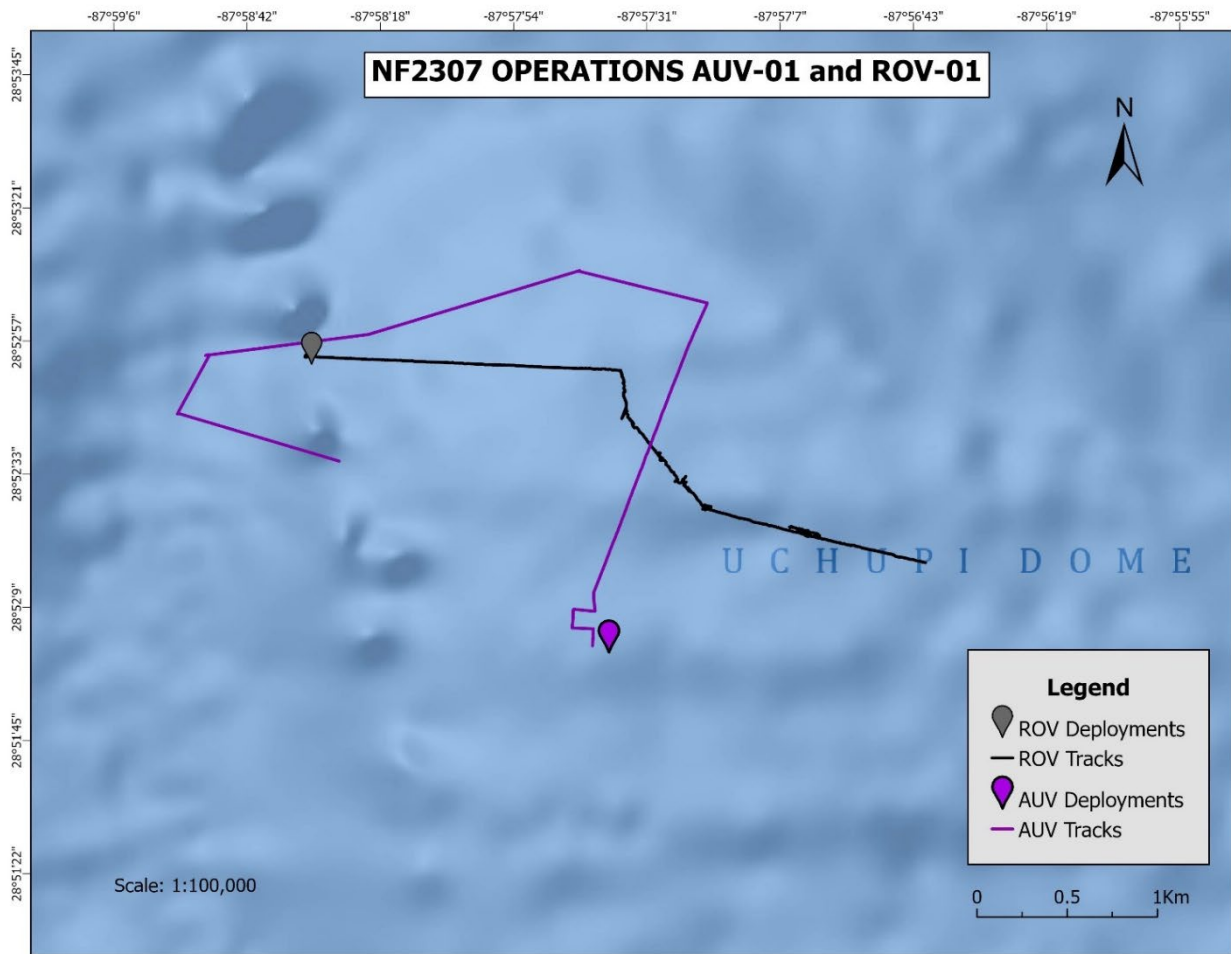 -87°59'6" -87°58'42" -87°58'18" -87°57'54" -87°57'31" -87°57'7" -87°56'43" -87°56'19" -87°55'55"
NF2307 OPERATIONS AUV-01 and ROV-01
28°53'45"
N
28°53'21"
28°52'57"
28°52'33"
UCHUPI DOME
28°52'9"
Legend
ROV Deployments
ROV Tracks
AUV Deployments
AUV Tracks
28°51'45"
28°51'22"
Scale: 1:100,000
0 0.5 1Km